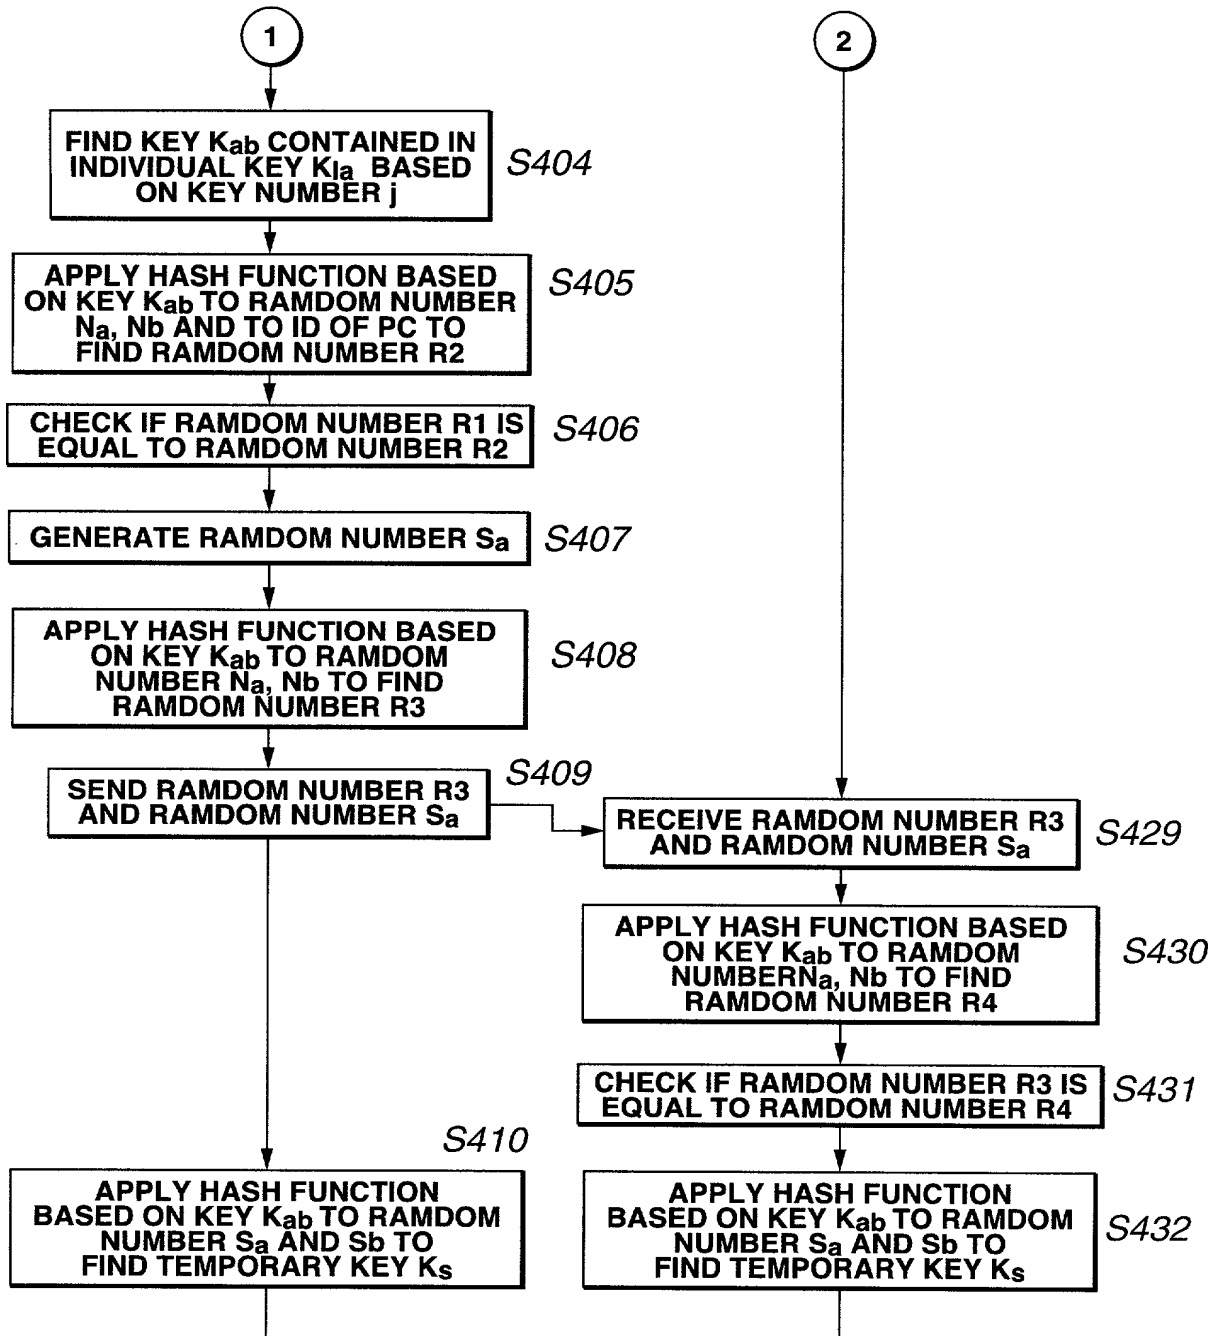 1
2
FIND KEY Kab CONTAINED IN
INDIVIDUAL KEY KIa BASED
ON KEY NUMBER j
S404
APPLY HASH FUNCTION BASED
ON KEY Kab TO RAMDOM NUMBER
Na, Nb AND TO ID OF PC TO
FIND RAMDOM NUMBER R2
S405
CHECK IF RAMDOM NUMBER R1 IS
EQUAL TO RAMDOM NUMBER R2
S406
GENERATE RAMDOM NUMBER Sa
S407
APPLY HASH FUNCTION BASED
ON KEY Kab TO RAMDOM
NUMBER Na, Nb TO FIND
RAMDOM NUMBER R3
S408
SEND RAMDOM NUMBER R3
AND RAMDOM NUMBER Sa
S409
RECEIVE RAMDOM NUMBER R3
AND RAMDOM NUMBER Sa
S429
APPLY HASH FUNCTION BASED
ON KEY Kab TO RAMDOM
NUMBERNa, Nb TO FIND
RAMDOM NUMBER R4
S430
CHECK IF RAMDOM NUMBER R3 IS
EQUAL TO RAMDOM NUMBER R4
S431
S410
APPLY HASH FUNCTION
BASED ON KEY Kab TO RAMDOM
NUMBER Sa AND Sb TO
FIND TEMPORARY KEY Ks
APPLY HASH FUNCTION
BASED ON KEY Kab TO RAMDOM
NUMBER Sa AND Sb TO
FIND TEMPORARY KEY Ks
S432